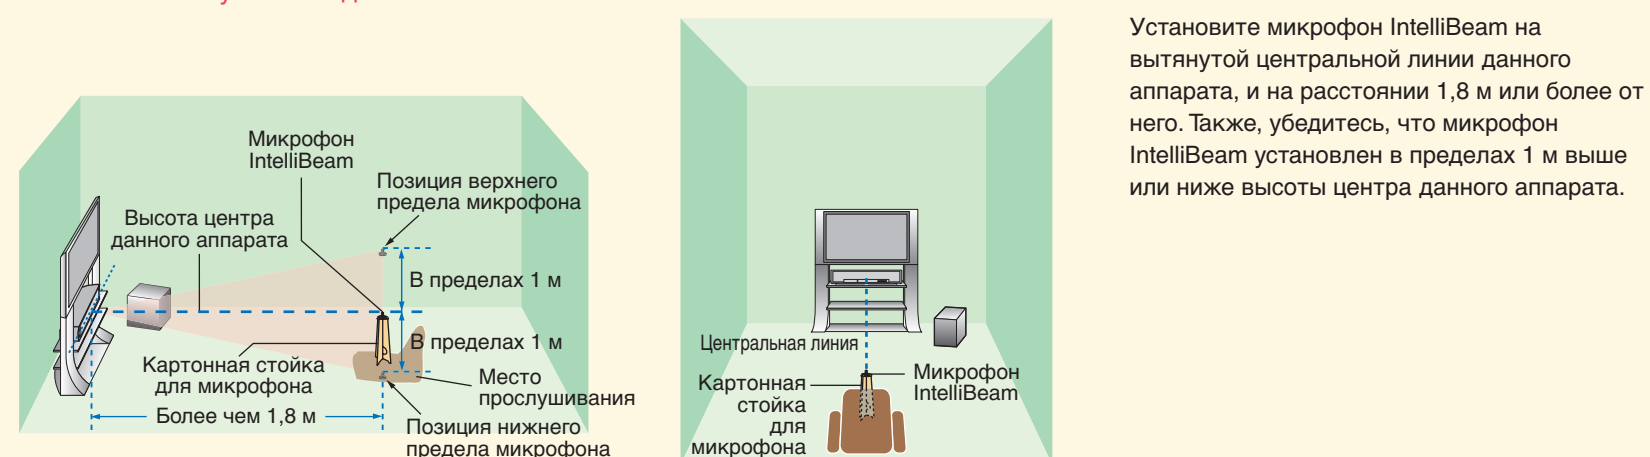 Микрофон
IntelliBeam
Позиция верхнего
предела микрофона
Высота центра
данного аппарата
В пределах 1 м
В пределах 1 м
Картонная стойка
для микрофона
Место
прослушивания
Более чем 1,8 м
Позиция нижнего
предела микрофона
Центральная линия
Картонная
стойка
для
микрофона
Микрофон
IntelliBeam
Установите микрофон IntelliBeam на
вытянутой центральной линии данного
аппарата, и на расстоянии 1,8 м или более от
него. Также, убедитесь, что микрофон
IntelliBeam установлен в пределах 1 м выше
или ниже высоты центра данного аппарата.